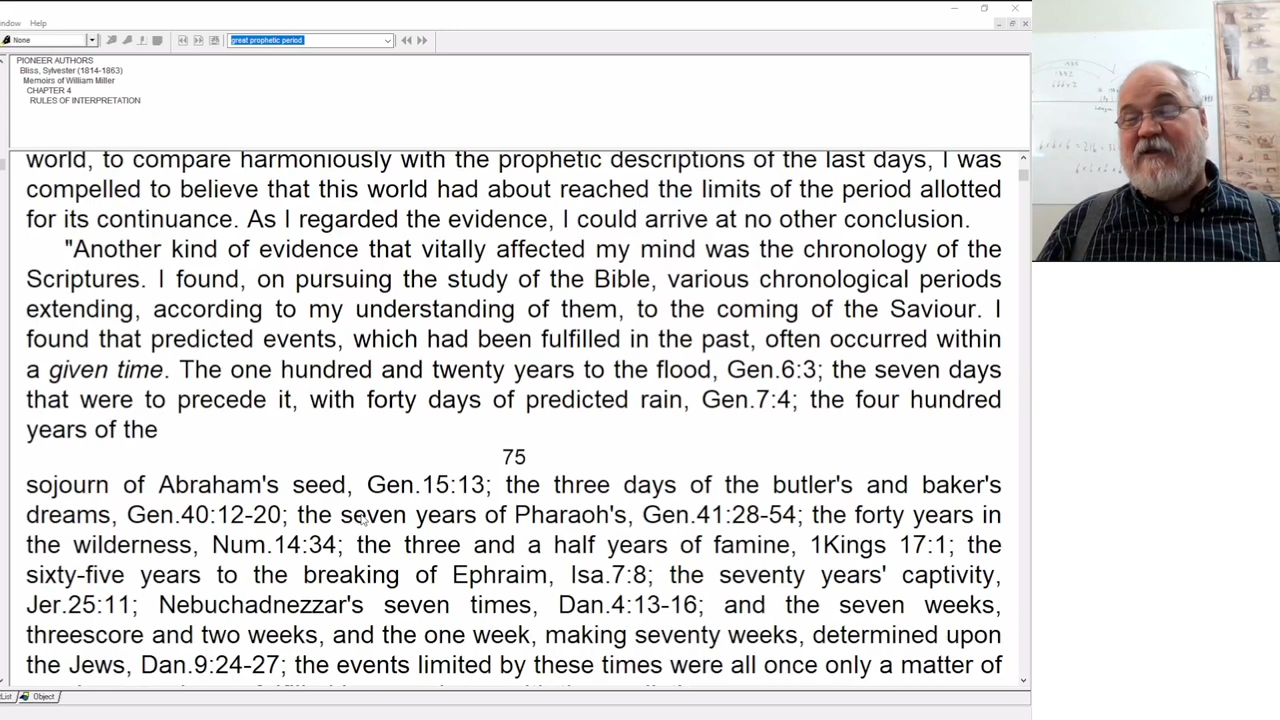 ndow Help
None
great prophetic period
PIONEER AUTHORS
Bliss, Sylvester (1814-1863)
Memoirs of William Miller
CHAPTER 4
RULES OF INTERPRETATION
world, to compare harmoniously with the prophetic descriptions of the last days, I was
compelled to believe that this world had about reached the limits of the period allotted
for its continuance. As I regarded the evidence, I could arrive at no other conclusion.
"Another kind of evidence that vitally affected my mind was the chronology of the
Scriptures. I found, on pursuing the study of the Bible, various chronological periods
extending, according to my understanding of them, to the coming of the Saviour. I
found that predicted events, which had been fulfilled in the past, often occurred within
a given time. The one hundred and twenty years to the flood, Gen.6:3; the seven days
that were to precede it, with forty days of predicted rain, Gen.7:4; the four hundred
years of the
75
sojourn of Abraham's seed, Gen.15:13; the three days of the butler's and baker's
dreams, Gen.40:12-20; the seven years of Pharaoh's, Gen.41:28-54; the forty years in
the wilderness, Num.14:34; the three and a half years of famine, 1Kings 17:1; the
sixty-five years to the breaking of Ephraim, Isa.7:8; the seventy years' captivity,
Jer.25:11; Nebuchadnezzar's seven times, Dan.4:13-16; and the seven weeks,
threescore and two weeks, and the one week, making seventy weeks, determined upon
the Jews, Dan.9:24-27; the events limited by these times were all once only a matter of
List Object